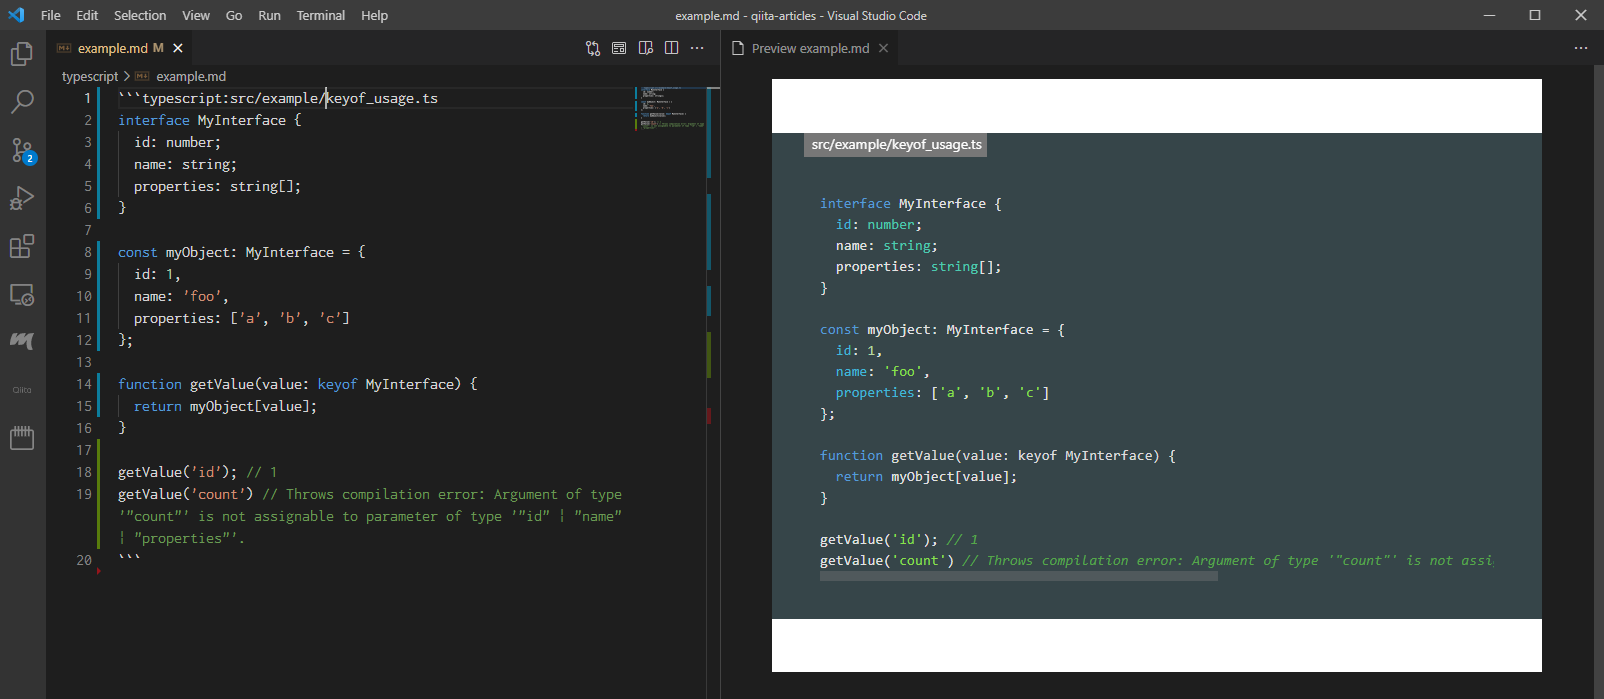 File Edit Selection View Go Run Terminal Help
example.md - qiita-articles - Visual Studio Code
example.md M
typescript > example.md
1 ```typescript:src/example/keyof_usage.ts
2 interface MyInterface {
3 id: number;
4 name: string;
5 properties: string[];
6 }
7
8 const myObject: MyInterface = {
9 id: 1,
10 name: 'foo',
11 properties: ['a', 'b', 'c']
12 };
13
14 function getValue(value: keyof MyInterface) {
15 return myObject[value];
16 }
17
18 getValue('id'); // 1
19 getValue('count') // Throws compilation error: Argument of type
'"count"' is not assignable to parameter of type '"id" | "name"
| "properties"'.
20 ```
2
Qiita
Preview example.md
src/example/keyof_usage.ts
interface MyInterface {
id: number;
name: string;
properties: string[];
}
const myObject: MyInterface = {
id: 1,
name: 'foo',
properties: ['a', 'b', 'c']
};
function getValue(value: keyof MyInterface) {
return myObject[value];
}
getValue('id'); // 1
getValue('count') // Throws compilation error: Argument of type '"count"' is not assi